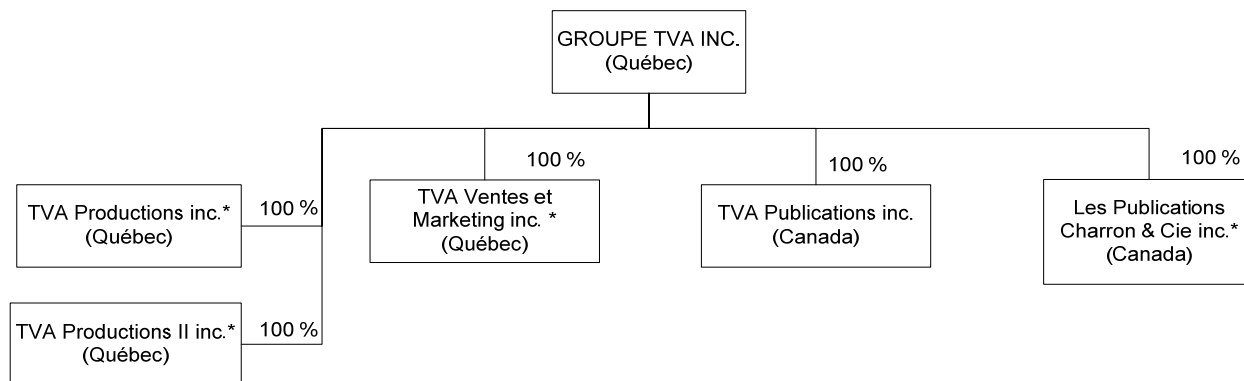 GROUPE TVA INC.
(Québec)
100 %
TVA Productions inc.*
(Québec)
100 %
TVA Productions II inc.*
(Québec)
100 %
TVA Ventes et
Marketing inc. *
(Québec)
100 %
TVA Publications inc.
(Canada)
100 %
Les Publications
Charron & Cie inc.*
(Canada)